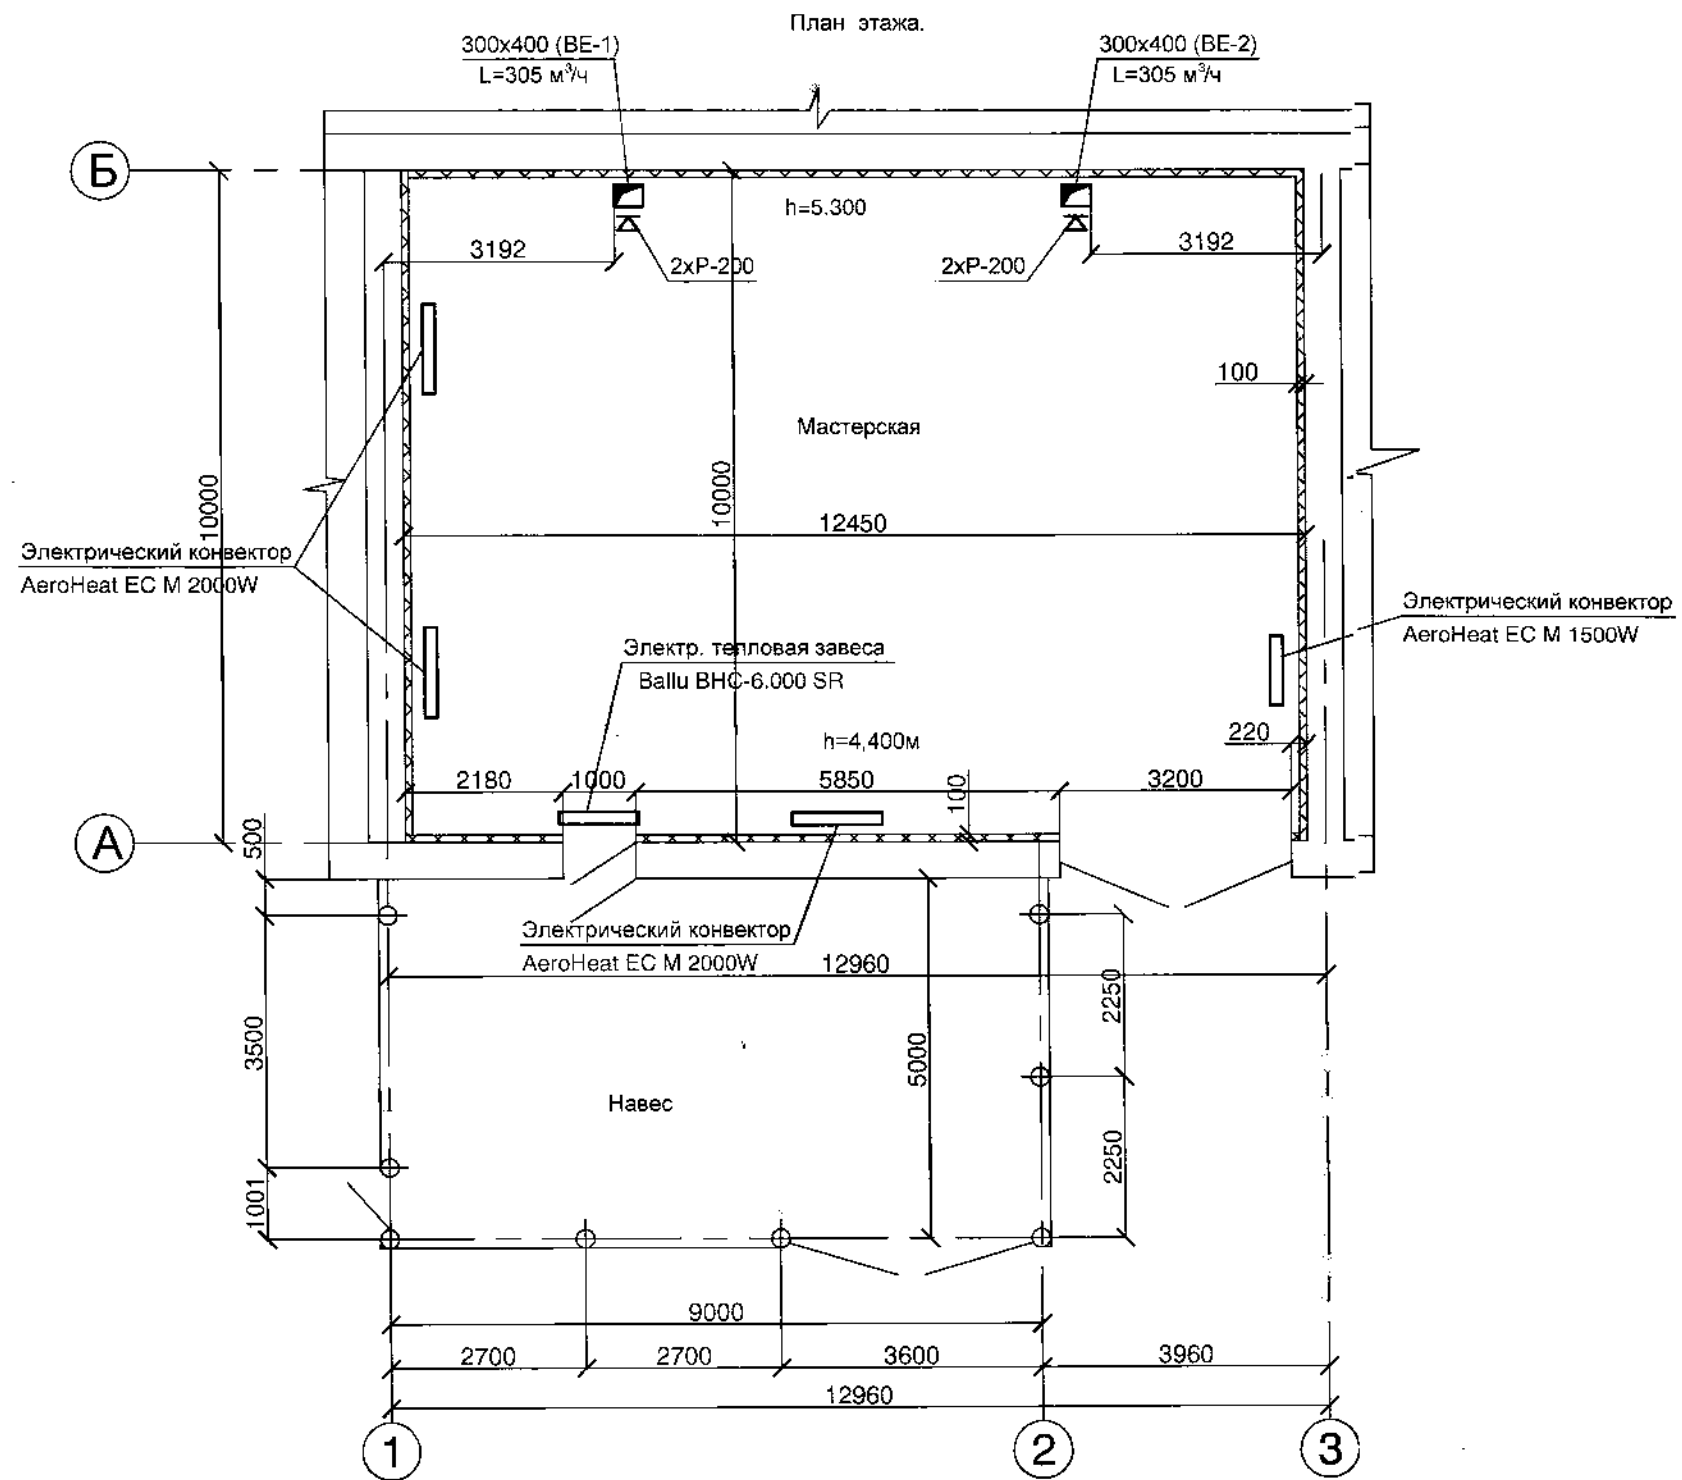 План этажа.
300х400 (ВЕ-1)
L=305 м³/ч
300х400 (ВЕ-2)
L=305 м³/ч
Б
h=5.300
3192
3192
2хР-200
2хР-200
100
Мастерская
10000
10000
12450
Электрический конвектор
AeroHeat EC M 2000W
Электрический конвектор
AeroHeat EC M 1500W
Электр. тепловая завеса
Ballu BHC-6.000 SR
220
h=4,400м
2180
1000
5850
3200
100
А
500
Электрический конвектор
AeroHeat EC M 2000W
12960
2250
3500
5000
Навес
2250
1001
9000
2700
2700
3600
3960
12960
1
2
3